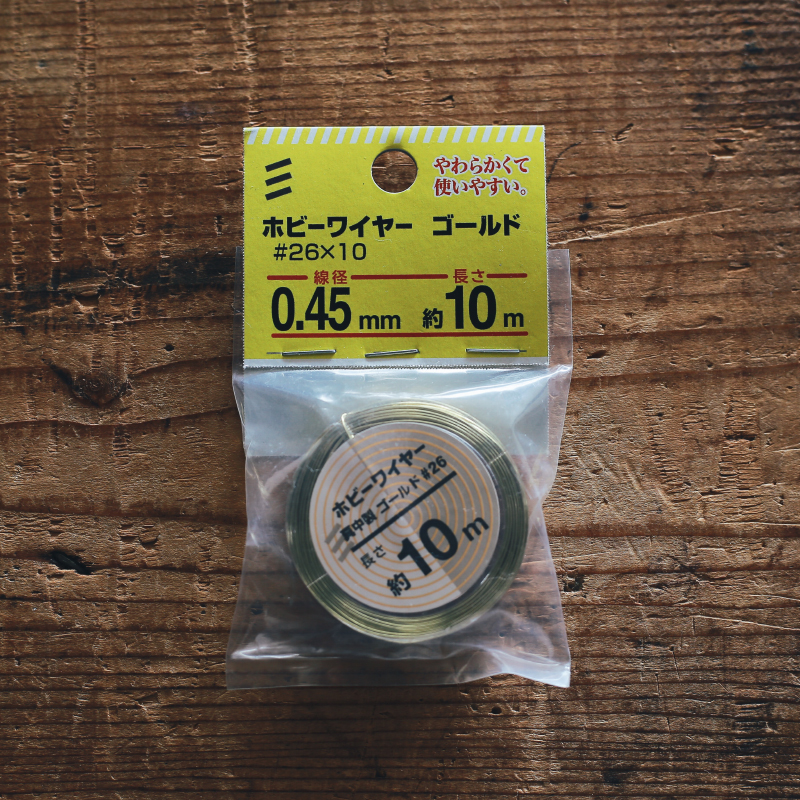 やわらかくて
使いやすい。
ホビーワイヤー ゴールド
#26×10
線径 長さ
0.45mm 約10m
ホビーワイヤー
真中製 ゴールド #26
長さ
約10m